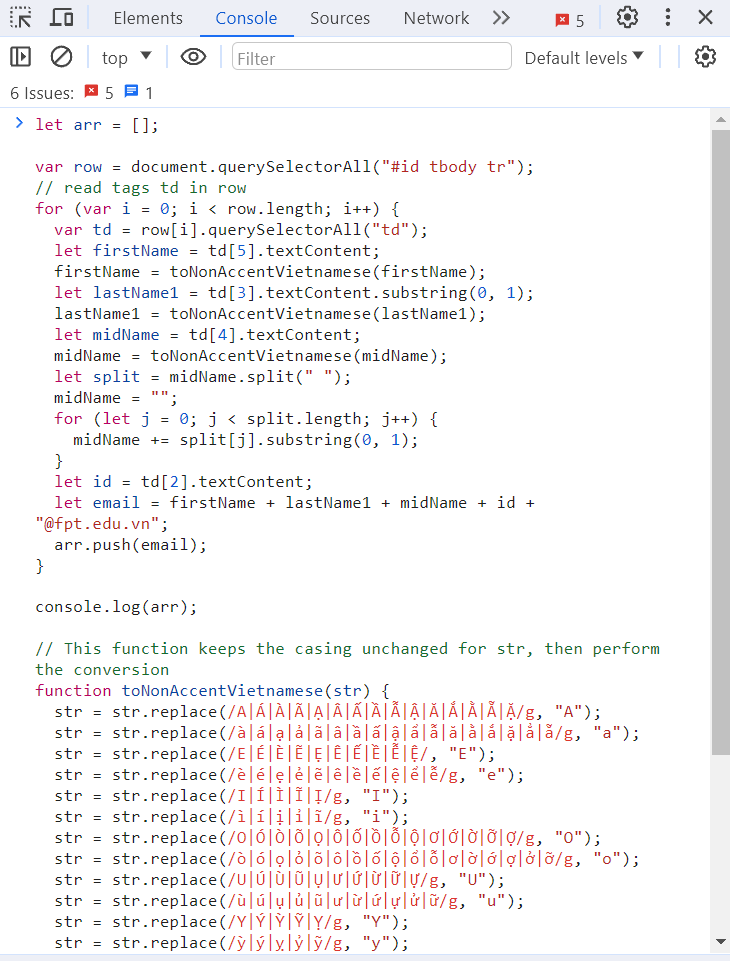 Elements Console Sources Network 5
top Filter Default levels
6 Issues: 5 1
let arr = [];
var row = document.querySelectorAll("#id tbody tr");
// read tags td in row
for (var i = 0; i < row.length; i++) {
var td = row[i].querySelectorAll("td");
let firstName = td[5].textContent;
firstName = toNonAccentVietnamese(firstName);
let lastName1 = td[3].textContent.substring(0, 1);
lastName1 = toNonAccentVietnamese(lastName1);
let midName = td[4].textContent;
midName = toNonAccentVietnamese(midName);
let split = midName.split(" ");
midName = "";
for (let j = 0; j < split.length; j++) {
midName += split[j].substring(0, 1);
}
let id = td[2].textContent;
let email = firstName + lastName1 + midName + id +
"@fpt.edu.vn";
arr.push(email);
}
console.log(arr);
// This function keeps the casing unchanged for str, then perform
the conversion
function toNonAccentVietnamese(str) {
str = str.replace(/A|Á|À|Ã|Ạ|Â|Ấ|Ầ|Ẫ|Ậ|Ă|Ắ|Ằ|Ẵ|Ặ/g, "A");
str = str.replace(/à|á|ạ|ả|ã|â|ầ|ấ|ậ|ẩ|ẫ|ă|ằ|ắ|ặ|ẳ|ẵ/g, "a");
str = str.replace(/E|É|È|Ẽ|Ẹ|Ê|Ế|Ề|Ễ|Ệ/, "E");
str = str.replace(/è|é|ẹ|ẻ|ẽ|ê|ề|ế|ệ|ể|ễ/g, "e");
str = str.replace(/I|Í|Ì|Ĩ|Ị/g, "I");
str = str.replace(/ì|í|ị|ỉ|ĩ/g, "i");
str = str.replace(/O|Ó|Ò|Õ|Ọ|Ô|Ố|Ồ|Ỗ|Ộ|Ơ|Ớ|Ờ|Ỡ|Ợ/g, "O");
str = str.replace(/ò|ó|ọ|ỏ|õ|ô|ồ|ố|ộ|ổ|ỗ|ơ|ờ|ớ|ợ|ở|ỡ/g, "o");
str = str.replace(/U|Ú|Ù|Ũ|Ụ|Ư|Ứ|Ừ|Ữ|Ự/g, "U");
str = str.replace(/ù|ú|ụ|ủ|ũ|ư|ừ|ứ|ự|ử|ữ/g, "u");
str = str.replace(/Y|Ý|Ỳ|Ỹ|Ỵ/g, "Y");
str = str.replace(/ỳ|ý|ỵ|ỷ|ỹ/g, "y");